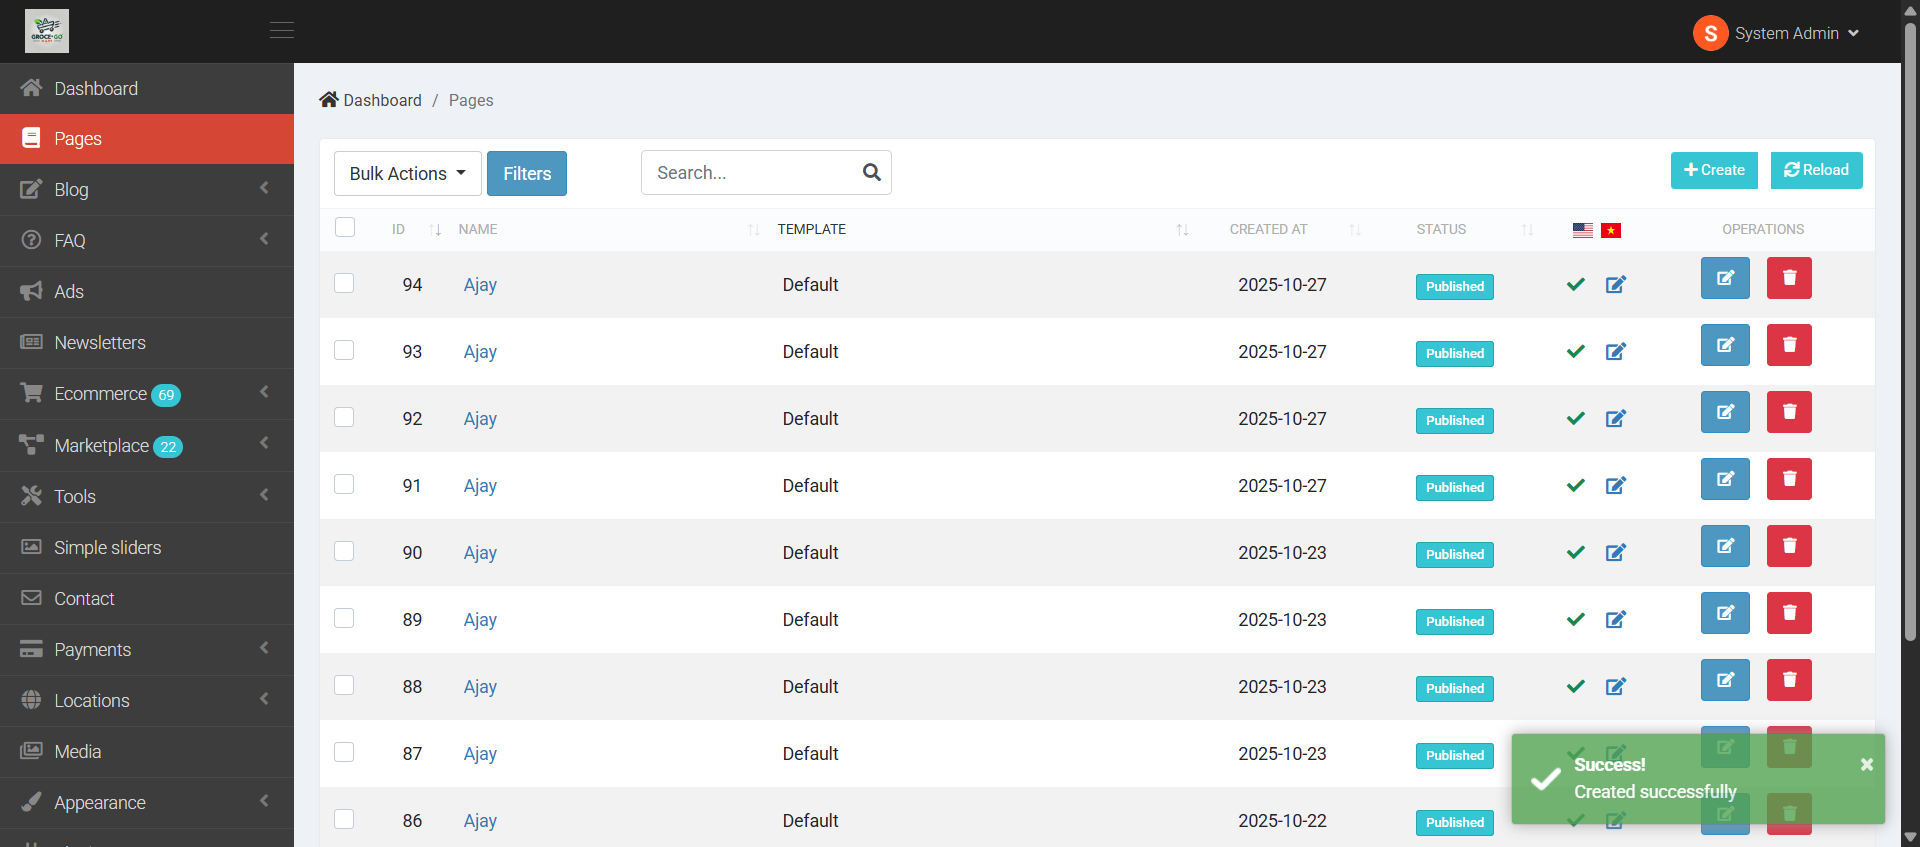 GROCE GO
System Admin
Dashboard
Pages
Blog
FAQ
Ads
Newsletters
Ecommerce 69
Marketplace 22
Tools
Simple sliders
Contact
Payments
Locations
Media
Appearance
Dashboard / Pages
Bulk Actions Filters Search... Create Reload
ID NAME TEMPLATE CREATED AT STATUS OPERATIONS
94 Ajay Default 2025-10-27 Published
93 Ajay Default 2025-10-27 Published
92 Ajay Default 2025-10-27 Published
91 Ajay Default 2025-10-27 Published
90 Ajay Default 2025-10-23 Published
89 Ajay Default 2025-10-23 Published
88 Ajay Default 2025-10-23 Published
87 Ajay Default 2025-10-23 Published
86 Ajay Default 2025-10-22 Published
Success!
Created successfully